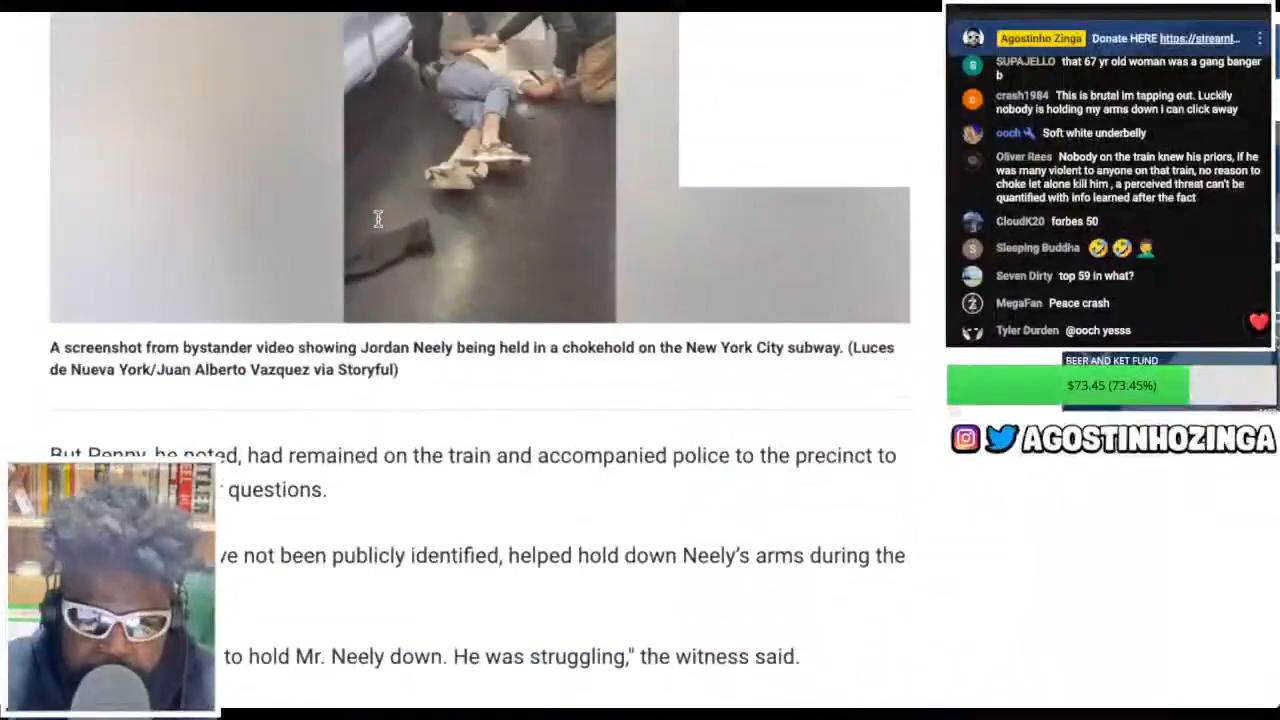 A screenshot from bystander video showing Jordan Neely being held in a chokehold on the New York City subway. (Luces
de Nueva York/Juan Alberto Vazquez via Storyful)
But Penny, he noted, had remained on the train and accompanied police to the precinct to
questions.
ve not been publicly identified, helped hold down Neely's arms during the
to hold Mr. Neely down. He was struggling," the witness said.
Agostinho Zinga Donate HERE https://streaml...
SUPAJELLO that 67 yr old woman was a gang banger
b
crash1984 This is brutal im tapping out. Luckily
nobody is holding my arms down i can click away
ooch Soft white underbelly
Oliver Rees Nobody on the train knew his priors, if he
was many violent to anyone on that train, no reason to
choke let alone kill him , a perceived threat can't be
quantified with info learned after the fact
CloudK20 forbes 50
Sleeping Buddha 🤣🤣🤦
Seven Dirty top 59 in what?
MegaFan Peace crash
Tyler Durden @ooch yesss
BEER AND KET FUND
$73.45 (73.45%)
AGOSTINHOZINGA